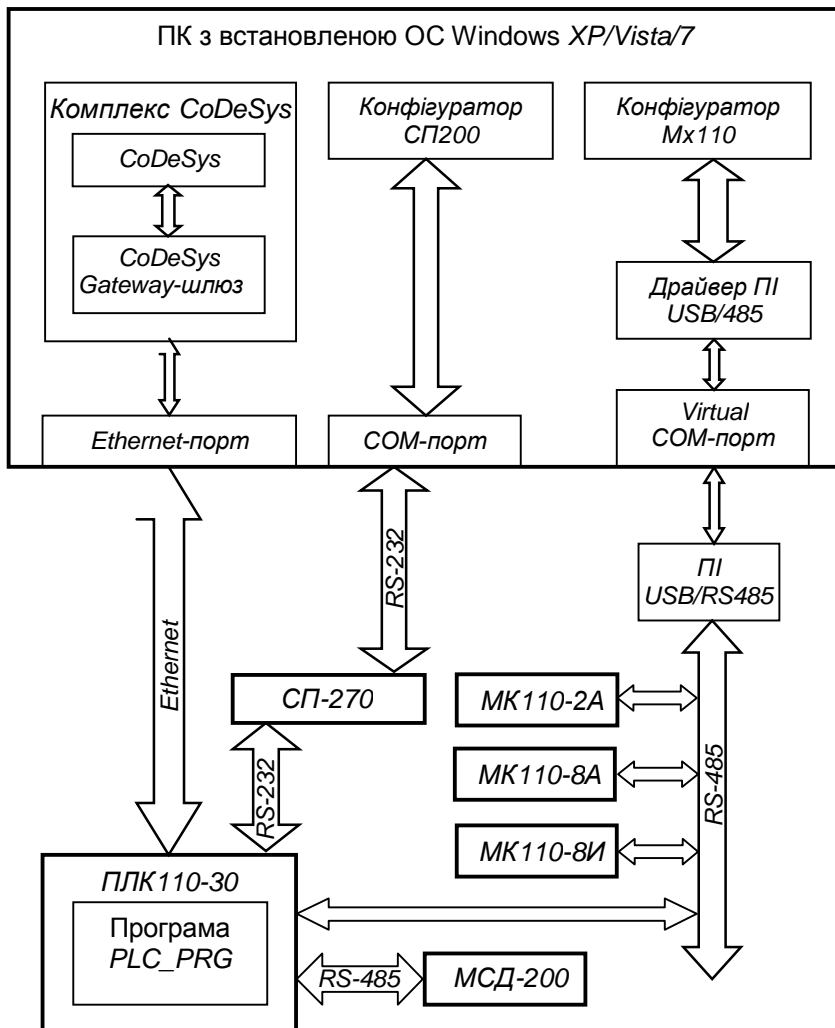 ПК з встановленою ОС Windows XP/Vista/7
Комплекс CoDeSys
CoDeSys
CoDeSys
Gateway-шлюз
Конфігуратор
СП200
Конфігуратор
Мх110
Драйвер ПІ
USB/485
Ethernet-порт
COM-порт
Virtual
COM-порт
ПІ
USB/RS485
Ethernet
RS-232
RS-232
RS-485
СП-270
МК110-2А
МК110-8А
МК110-8И
ПЛК110-30
Програма
PLC_PRG
RS-485
МСД-200